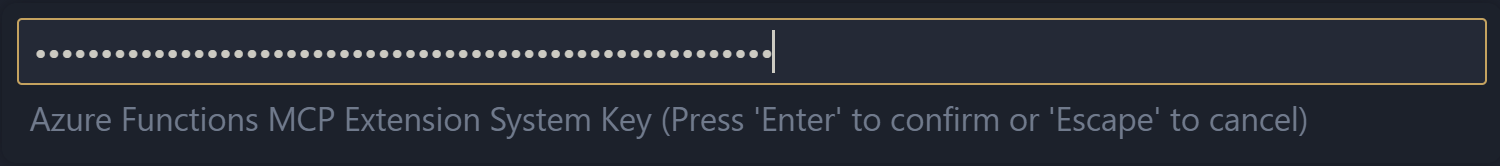 ••••••••••••••••••••••••••••••••••••••••••••••••••••••••
Azure Functions MCP Extension System Key (Press 'Enter' to confirm or 'Escape' to cancel)